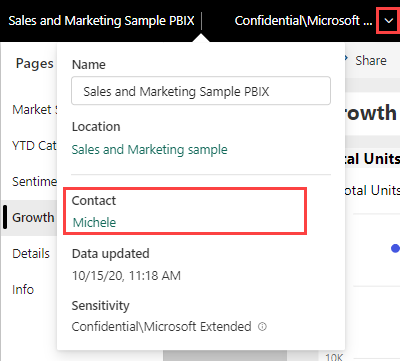 Sales and Marketing Sample PBIX
Confidential\Microsoft ...
Pages
Share
Name
Sales and Marketing Sample PBIX
Location
Sales and Marketing sample
Contact
Michele
Data updated
10/15/20, 11:18 AM
Sensitivity
Confidential\Microsoft Extended
Market S
YTD Cat
Sentime
Growth
Details
Info
Growth
tal Units
otal Units
10K